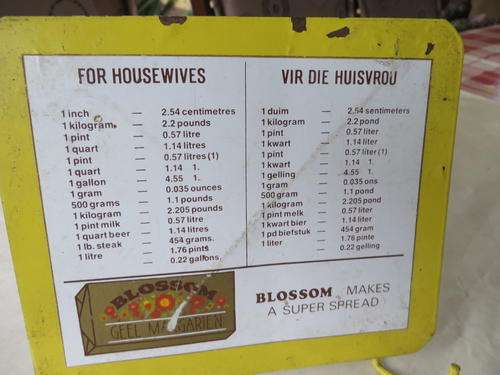 FOR HOUSEWIVES
1 inch — 2.54 centimetres
1 kilogram — 2.2 pounds
1 pint — 0.57 litre
1 quart — 1.14 litres
1 pint — 0.57 litres (1)
1 quart — 1.14 1.
1 gallon — 4.55 1.
1 gram — 0.035 ounces
500 grams — 1.1 pounds
1 kilogram — 2.205 pounds
1 pint milk — 0.57 litre
1 quart beer — 1.14 litres
1 lb. steak — 454 grams.
1 litre — 1.76 pints
— 0.22 gallons.
VIR DIE HUISVROU
1 duim — 2.54 sentimeters
1 kilogram — 2.2 pond
1 pint — 0.57 liter
1 kwart — 1.14 liter
1 pint — 0.57 liter (1)
1 kwart — 1.14 1.
1 gelling — 4.55 1.
1 gram — 0.035 ons
500 gram — 1.1 pond
1 kilogram — 2.205 pond
1 pint melk — 0.57 liter
1 kwart bier — 1.14 liter
1 pd biefstuk — 454 gram
1 liter — 1.76 pinte
— 0.22 gelling
BLOSSOM
GEEL MARGARIEN
BLOSSOM MAKES
A SUPER SPREAD